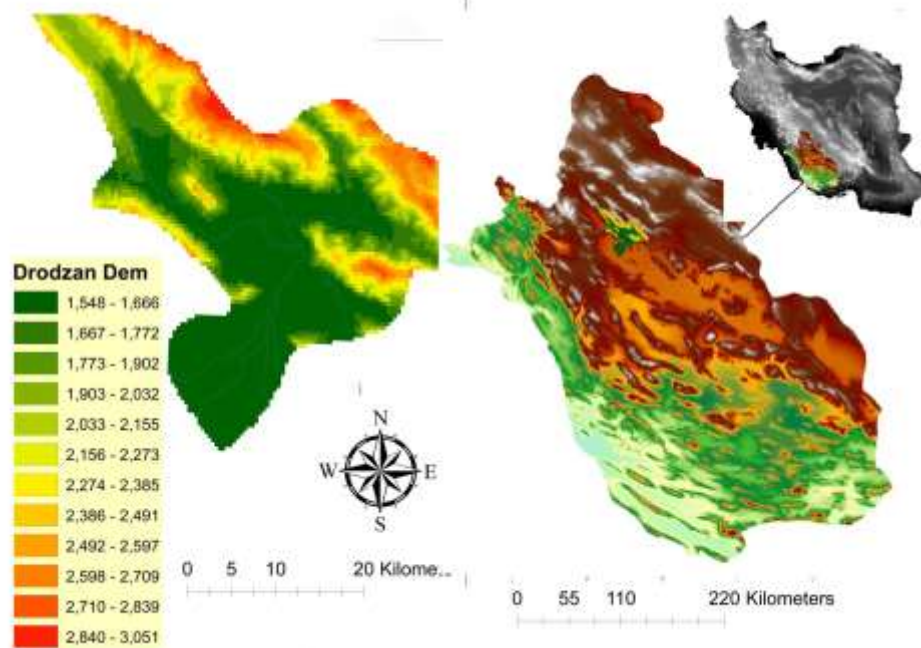 Drodzan Dem
1,548 - 1,666
1,667 - 1,772
1,773 - 1,902
1,903 - 2,032
2,033 - 2,155
2,156 - 2,273
2,274 - 2,385
2,386 - 2,491
2,492 - 2,597
2,598 - 2,709
2,710 - 2,839
2,840 - 3,051
N
W E
S
0 5 10 20 Kilome...
0 55 110 220 Kilometers